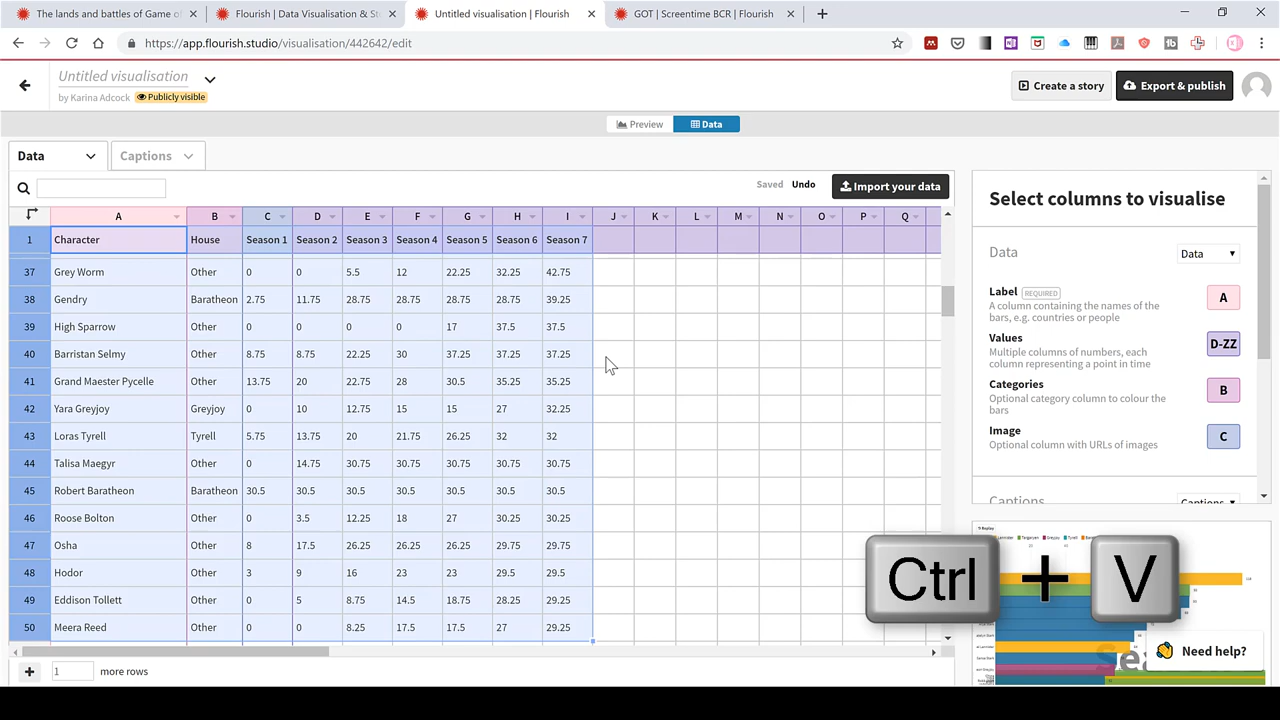 The lands and battles of Game o
Flourish | Data Visualisation & St
Untitled visualisation | Flourish
GOT | Screentime BCR | Flourish
https://app.flourish.studio/visualisation/442642/edit
Untitled visualisation
by Karina Adcock Publicly visible
Create a story
Export & publish
Preview Data
Data Captions
Saved Undo Import your data
A B C D E F G H I J K L M N O P Q
1 Character House Season 1 Season 2 Season 3 Season 4 Season 5 Season 6 Season 7
37 Grey Worm Other 0 0 5.5 12 22.25 32.25 42.75
38 Gendry Baratheon 2.75 11.75 21.75 28.75 28.75 28.75 39.25
39 High Sparrow Other 0 0 0 0 17 37.5 37.5
40 Barristan Selmy Other 8.75 8.75 22.25 30 37.25 37.25 37.25
41 Grand Maester Pycelle Other 13.75 20 22.75 28 30.5 35.25 35.25
42 Yara Greyjoy Greyjoy 0 10 12.75 15 15 27 32.25
43 Loras Tyrell Tyrell 5.75 13.75 20 21.75 26.25 32 32
44 Talisa Maegyr Other 0 14.75 30.75 30.75 30.75 30.75 30.75
45 Robert Baratheon Baratheon 30.5 30.5 30.5 30.5 30.5 30.5 30.5
46 Roose Bolton Other 0 3.5 12.25 18 27 30.25 30.25
47 Osha Other 8 17.5 26.25 26.25 29.75 29.75
48 Hodor Other 3 9 16 23 23 29.5 29.5
49 Eddison Tollett Other 0 5 8.75 14.5 18.75 28.25 29.25
50 Meera Reed Other 0 0 8.25 17.5 17.5 27 29.25
1 more rows
Select columns to visualise
Data Data
Label REQUIRED A
A column containing the names of the
bars, e.g. countries or people
Values D-ZZ
Multiple columns of numbers, each
column representing a point in time
Categories B
Optional category column to colour the
bars
Image C
Optional column with URLs of images
Captions Captions
Replay
Ctrl + V
Need help?